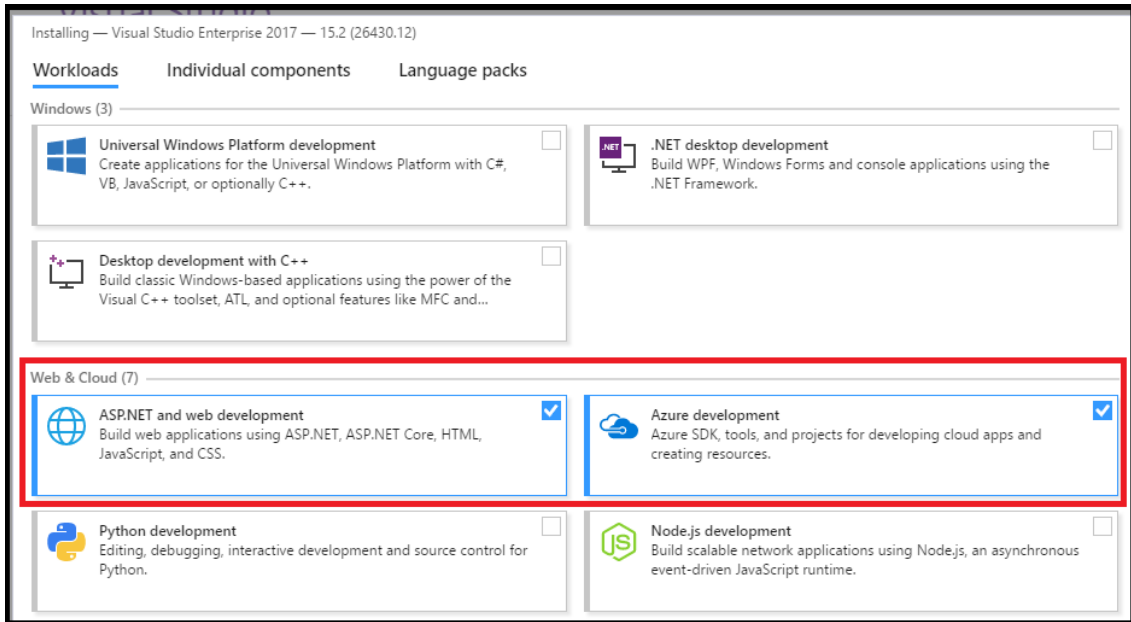 Visual Studio
Installing — Visual Studio Enterprise 2017 — 15.2 (26430.12)
Workloads Individual components Language packs
Windows (3)
Universal Windows Platform development
Create applications for the Universal Windows Platform with C#,
VB, JavaScript, or optionally C++.
.NET
.NET desktop development
Build WPF, Windows Forms and console applications using the
.NET Framework.
Desktop development with C++
Build classic Windows-based applications using the power of the
Visual C++ toolset, ATL, and optional features like MFC and...
Web & Cloud (7)
ASP.NET and web development
Build web applications using ASP.NET, ASP.NET Core, HTML,
JavaScript, and CSS.
Azure development
Azure SDK, tools, and projects for developing cloud apps and
creating resources.
Python development
Editing, debugging, interactive development and source control for
Python.
JS
Node.js development
Build scalable network applications using Node.js, an asynchronous
event-driven JavaScript runtime.